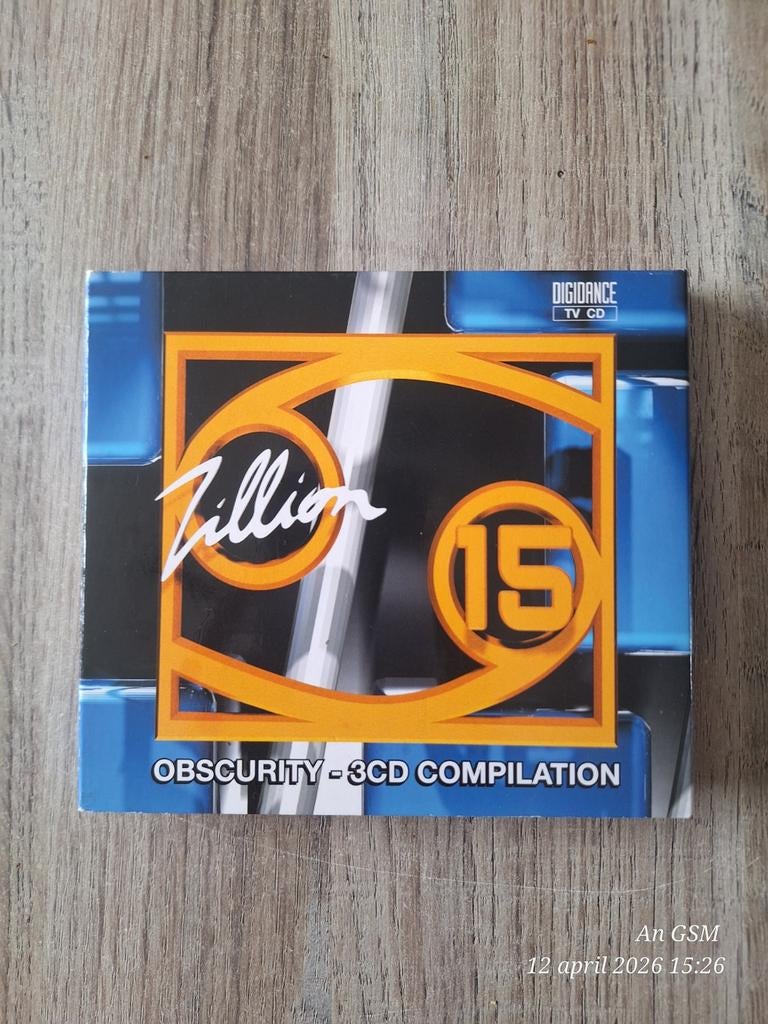 DIGIDANCE
TV CD
Zillion
15
OBSCURITY - 3CD COMPILATION
An GSM
12 april 2026 15:26